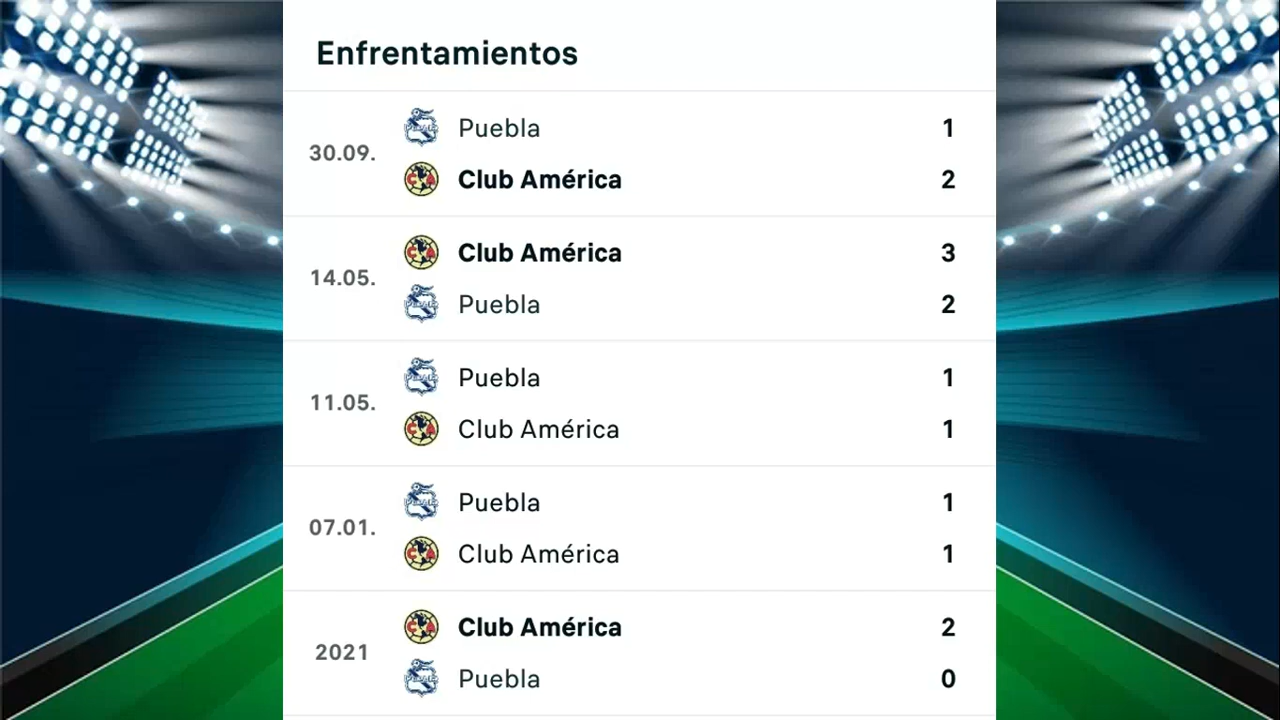 Enfrentamientos
30.09.
Puebla 1
Club América 2
14.05.
Club América 3
Puebla 2
11.05.
Puebla 1
Club América 1
07.01.
Puebla 1
Club América 1
2021
Club América 2
Puebla 0